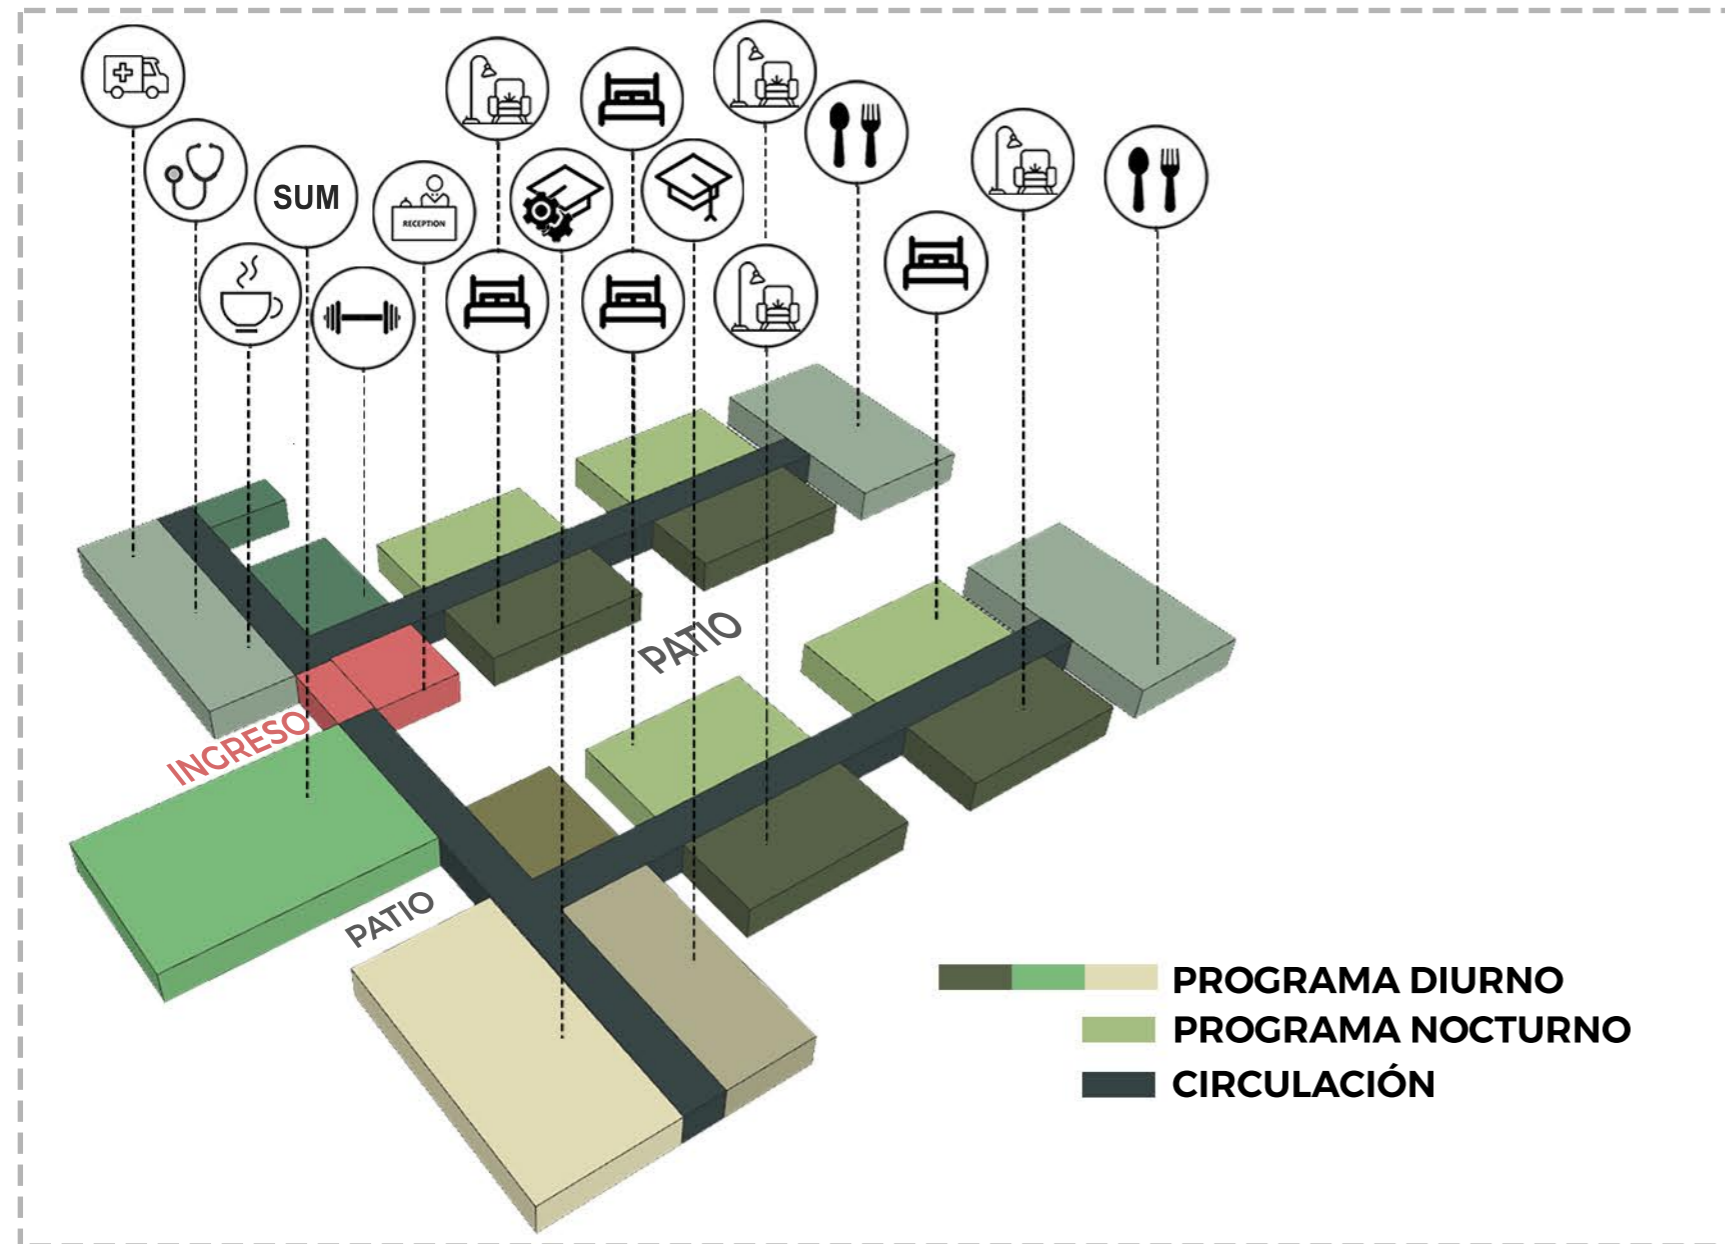 SUM
RECEPTION
PATIO
INGRESO
PATIO
PROGRAMA DIURNO
PROGRAMA NOCTURNO
CIRCULACIÓN